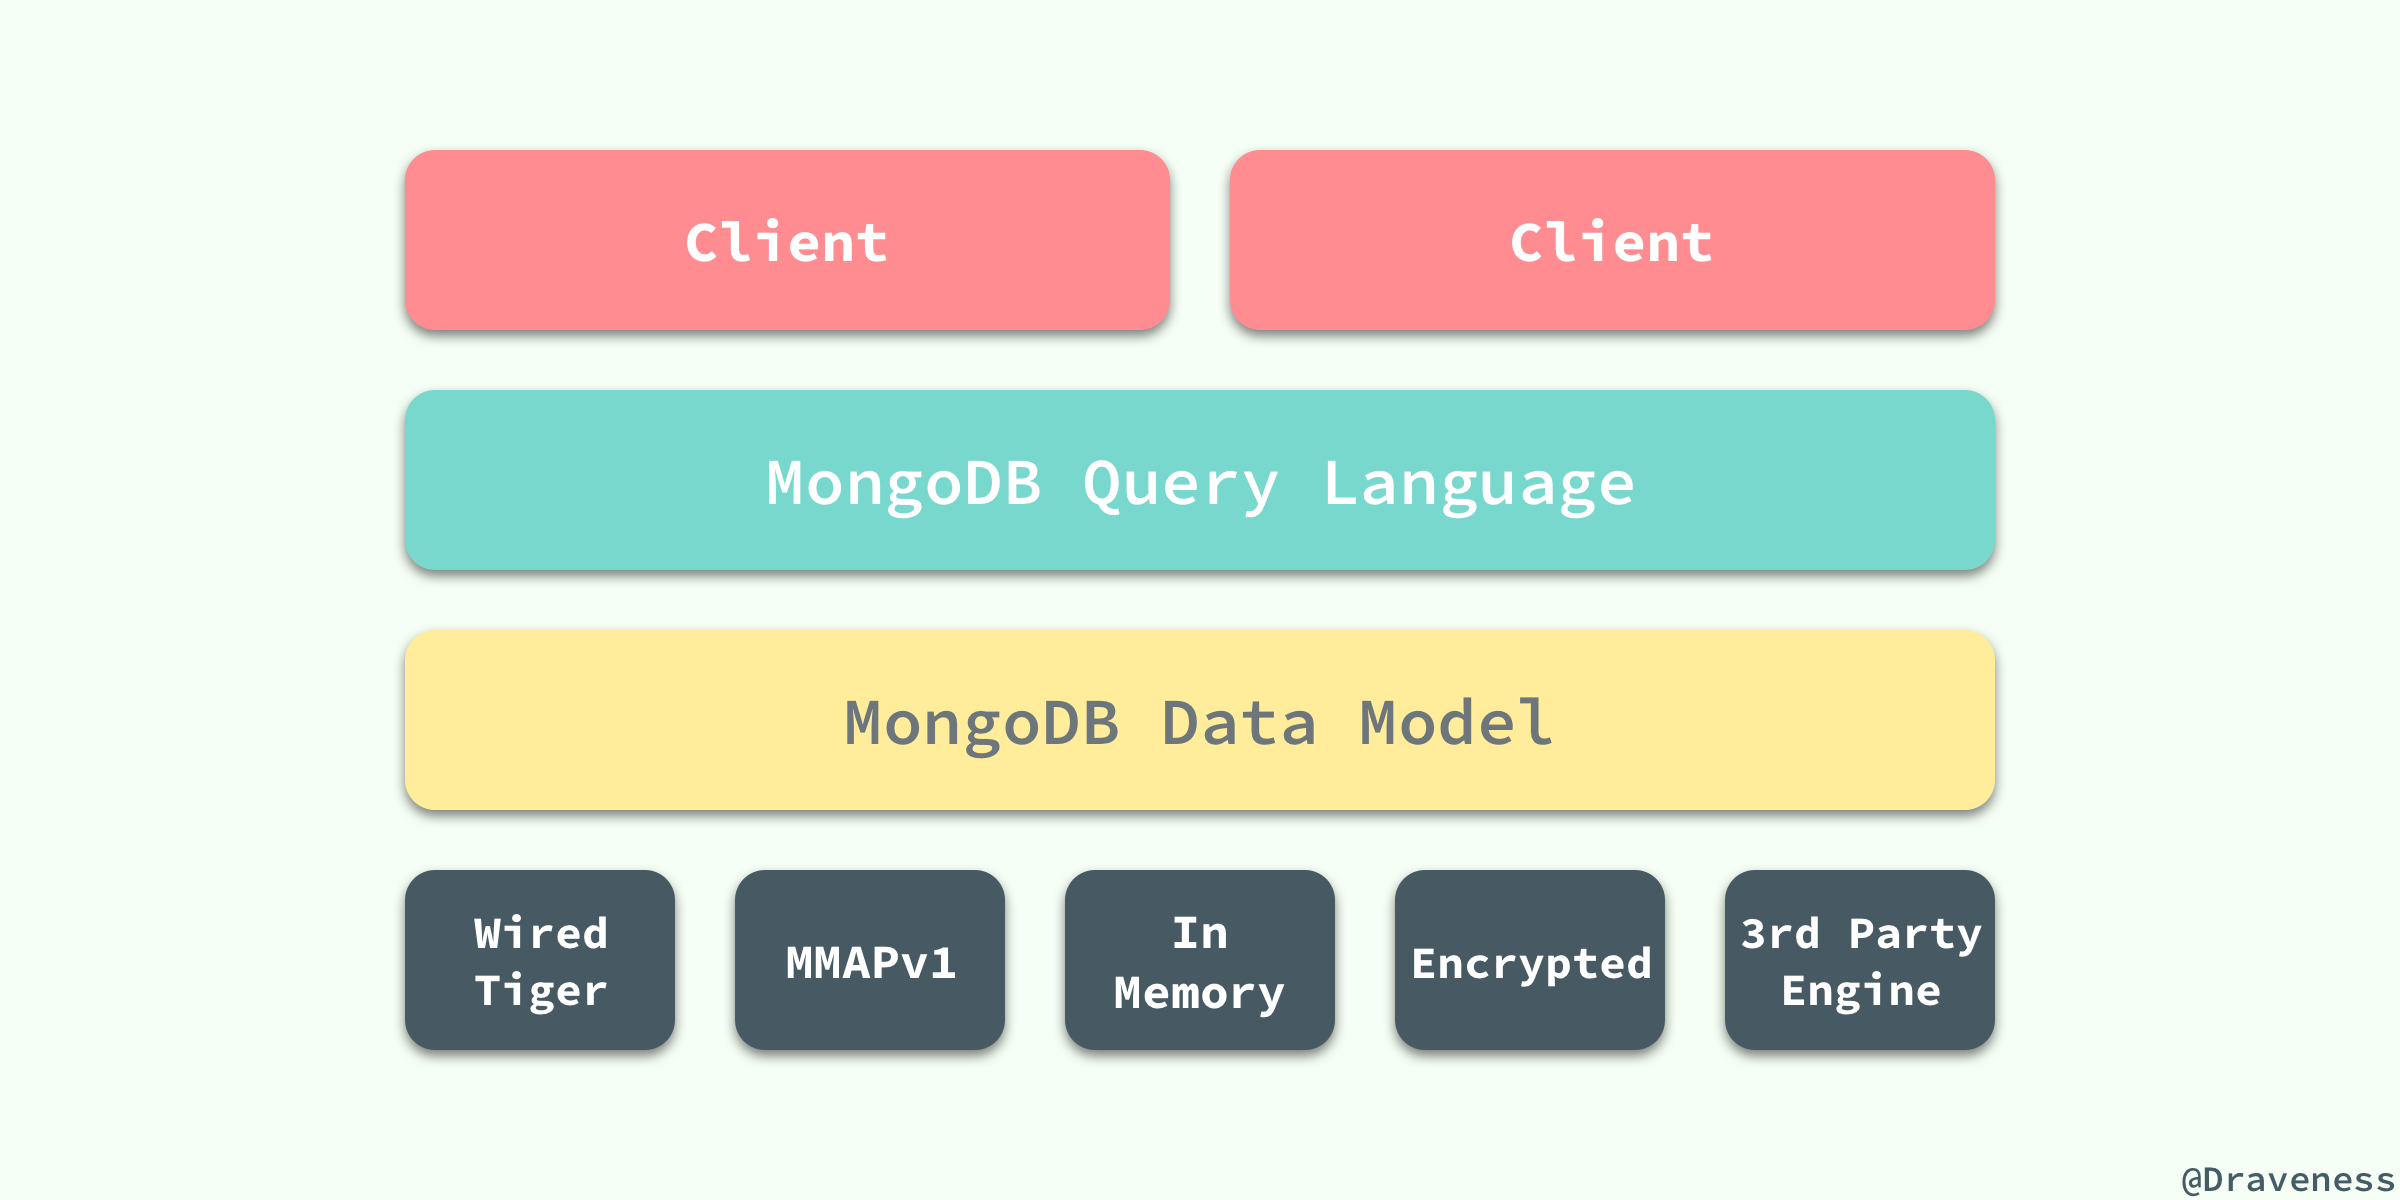 Client
Client
MongoDB Query Language
MongoDB Data Model
Wired
Tiger
MMAPv1
In
Memory
Encrypted
3rd Party
Engine
@Draveness